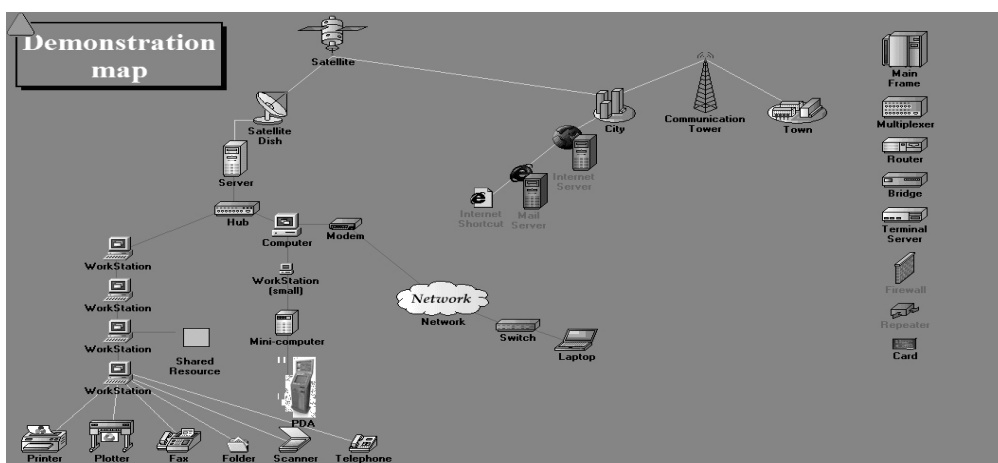 Demonstration
map
Satellite
Satellite
Dish
City
Communication
Tower
Town
Main
Frame
Multiplexer
Router
Bridge
Terminal
Server
Firewall
Repeater
Card
Server
Internet
Server
Internet
Shortcut
Mail
Server
Hub
Computer
Modem
WorkStation
WorkStation
(small)
WorkStation
Network
Network
Mini-computer
Switch
Laptop
WorkStation
Shared
Resource
WorkStation
PDA
Printer
Plotter
Fax
Folder
Scanner
Telephone